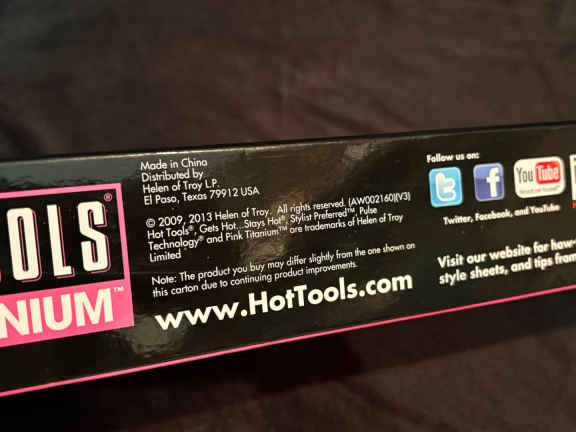 OLS®
NIUM™
Made in China
Distributed by
Helen of Troy L.P.
El Paso, Texas 79912 USA
© 2009, 2013 Helen of Troy. All rights reserved. (AW002160)(V3)
Hot Tools®, Gets Hot...Stays Hot®, Stylist Preferred™, Pulse
Technology® and Pink Titanium™ are trademarks of Helen of Troy
Limited
Note: The product you buy may differ slightly from the one shown on
this carton due to continuing product improvements.
www.HotTools.com
Follow us on:
You Tube
Twitter, Facebook, and YouTube
Visit our website for how-
style sheets, and tips from